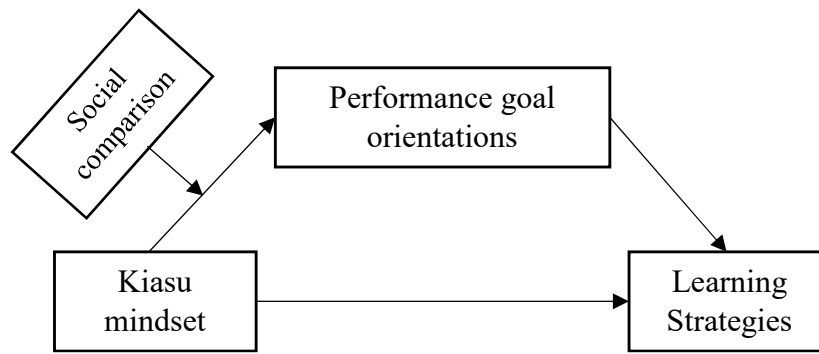 Social
comparison
Performance goal
orientations
Kiasu
mindset
Learning
Strategies